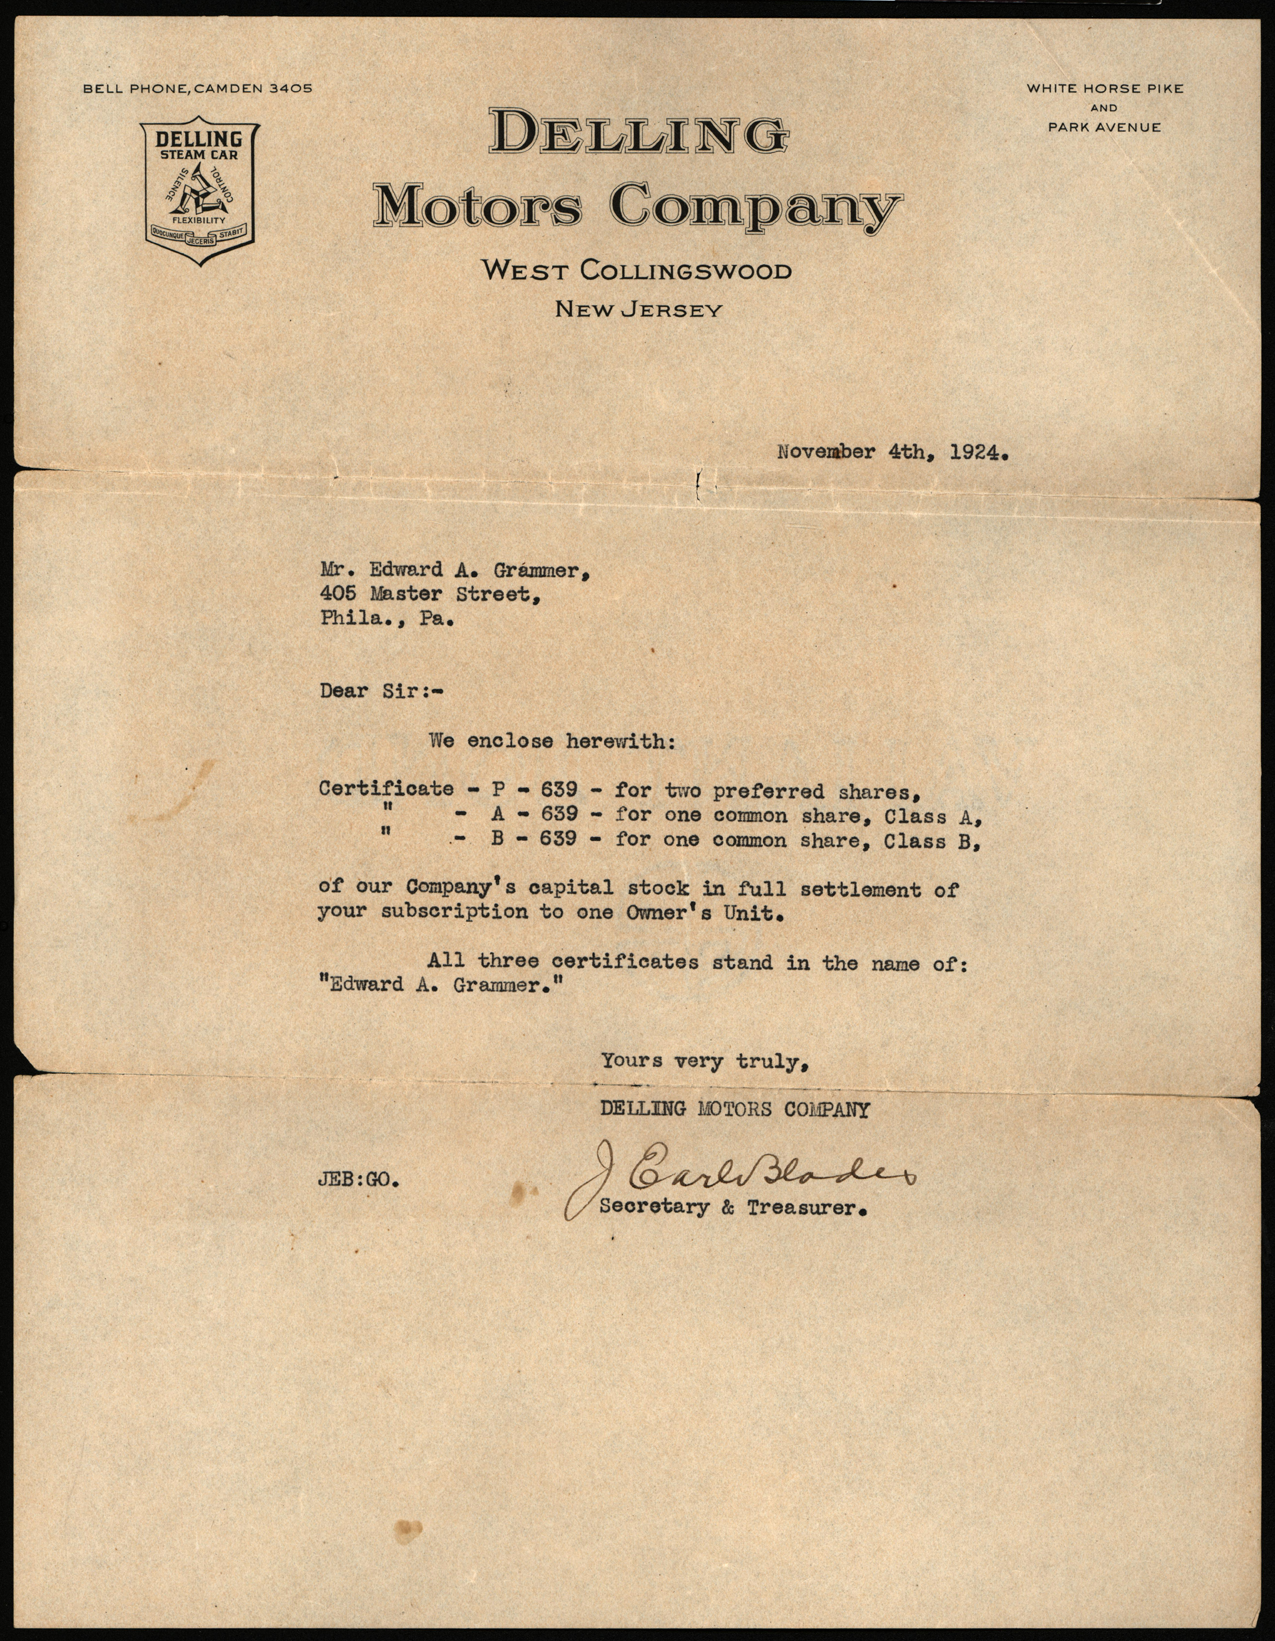 BELL PHONE, CAMDEN 3405
DELLING
STEAM CAR
SILENCE
CONTROL
FLEXIBILITY
QUOCUNQUE JECERIS STABIT
WHITE HORSE PIKE
AND
PARK AVENUE
DELLING
Motors Company
WEST COLLINGSWOOD
NEW JERSEY
November 4th, 1924.
Mr. Edward A. Grammer,
405 Master Street,
Phila., Pa.
Dear Sir:-
We enclose herewith:
Certificate - P - 639 - for two preferred shares,
" - A - 639 - for one common share, Class A,
" - B - 639 - for one common share, Class B,
of our Company's capital stock in full settlement of
your subscription to one Owner's Unit.
All three certificates stand in the name of:
"Edward A. Grammer."
Yours very truly,
DELLING MOTORS COMPANY
J Earl Blades
JEB:GO.
Secretary & Treasurer.